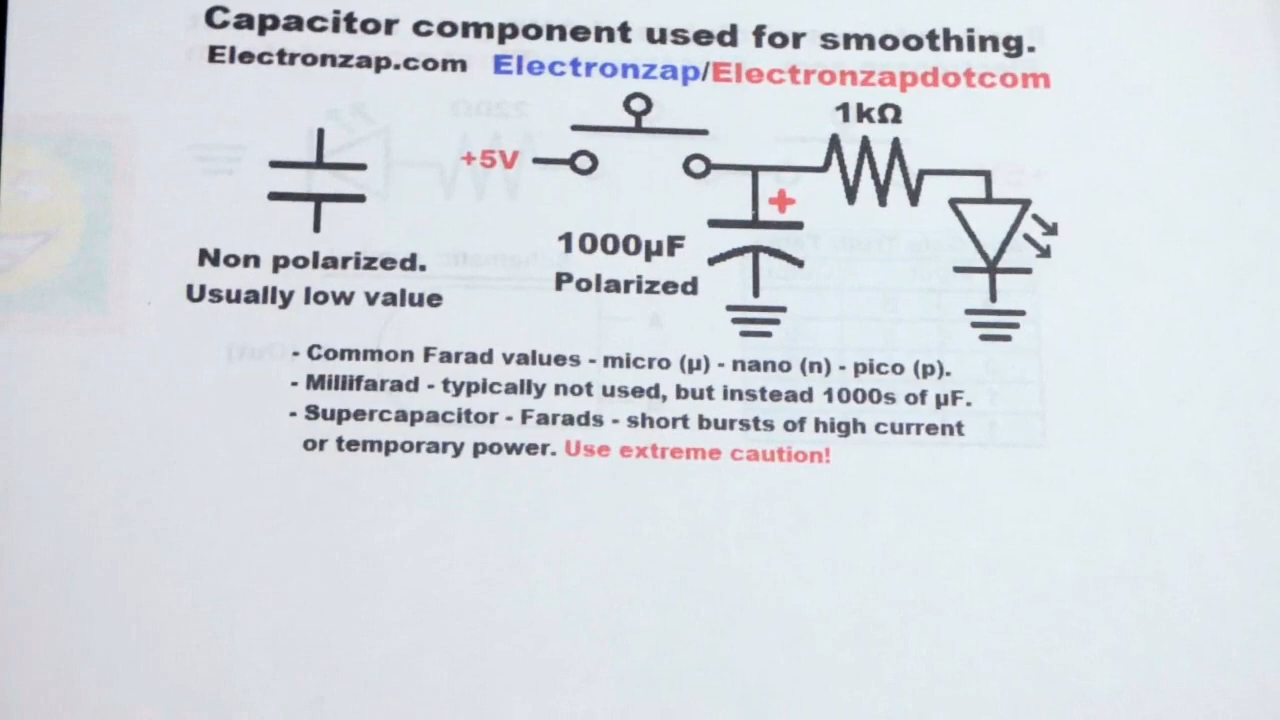 Capacitor component used for smoothing.
Electronzap.com Electronzap/Electronzapdotcom
1kΩ
+5V
+
1000µF
Polarized
Non polarized.
Usually low value
- Common Farad values - micro (µ) - nano (n) - pico (p).
- Millifarad - typically not used, but instead 1000s of µF.
- Supercapacitor - Farads - short bursts of high current
or temporary power. Use extreme caution!